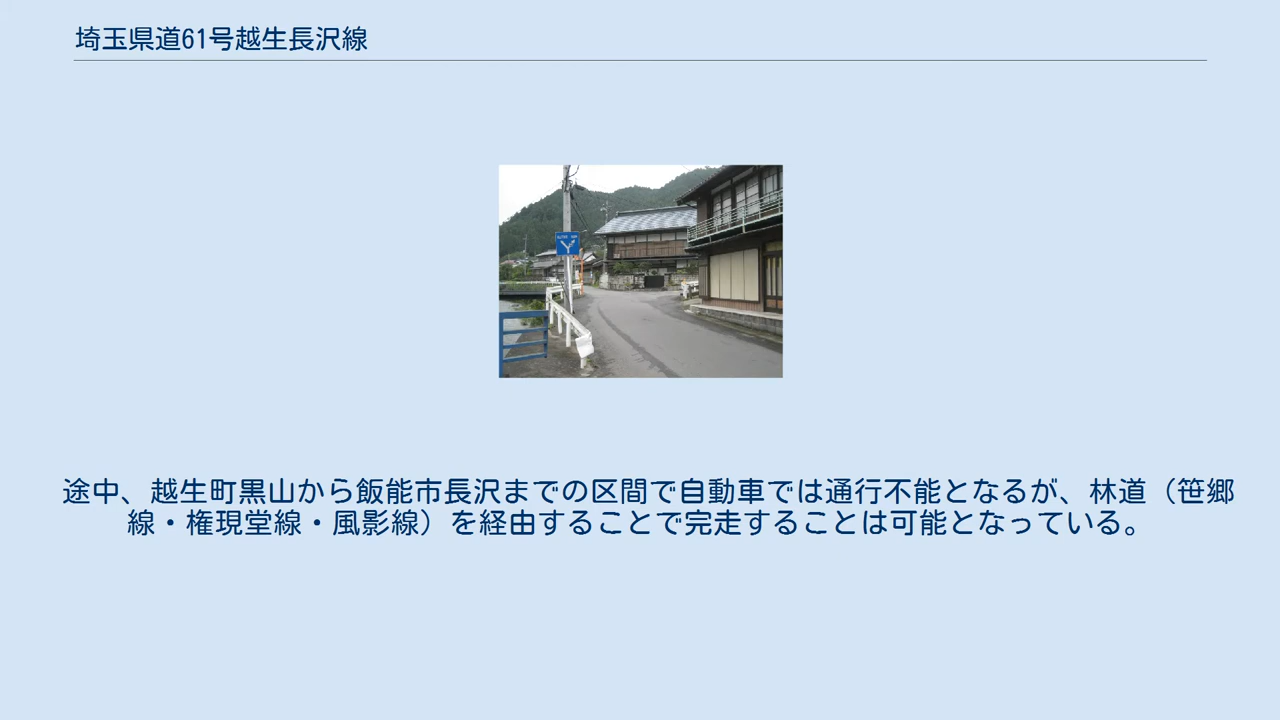 埼玉県道61号越生長沢線
途中、越生町黒山から飯能市長沢までの区間で自動車では通行不能となるが、林道（笹郷
線・権現堂線・風影線）を経由することで完走することは可能となっている。